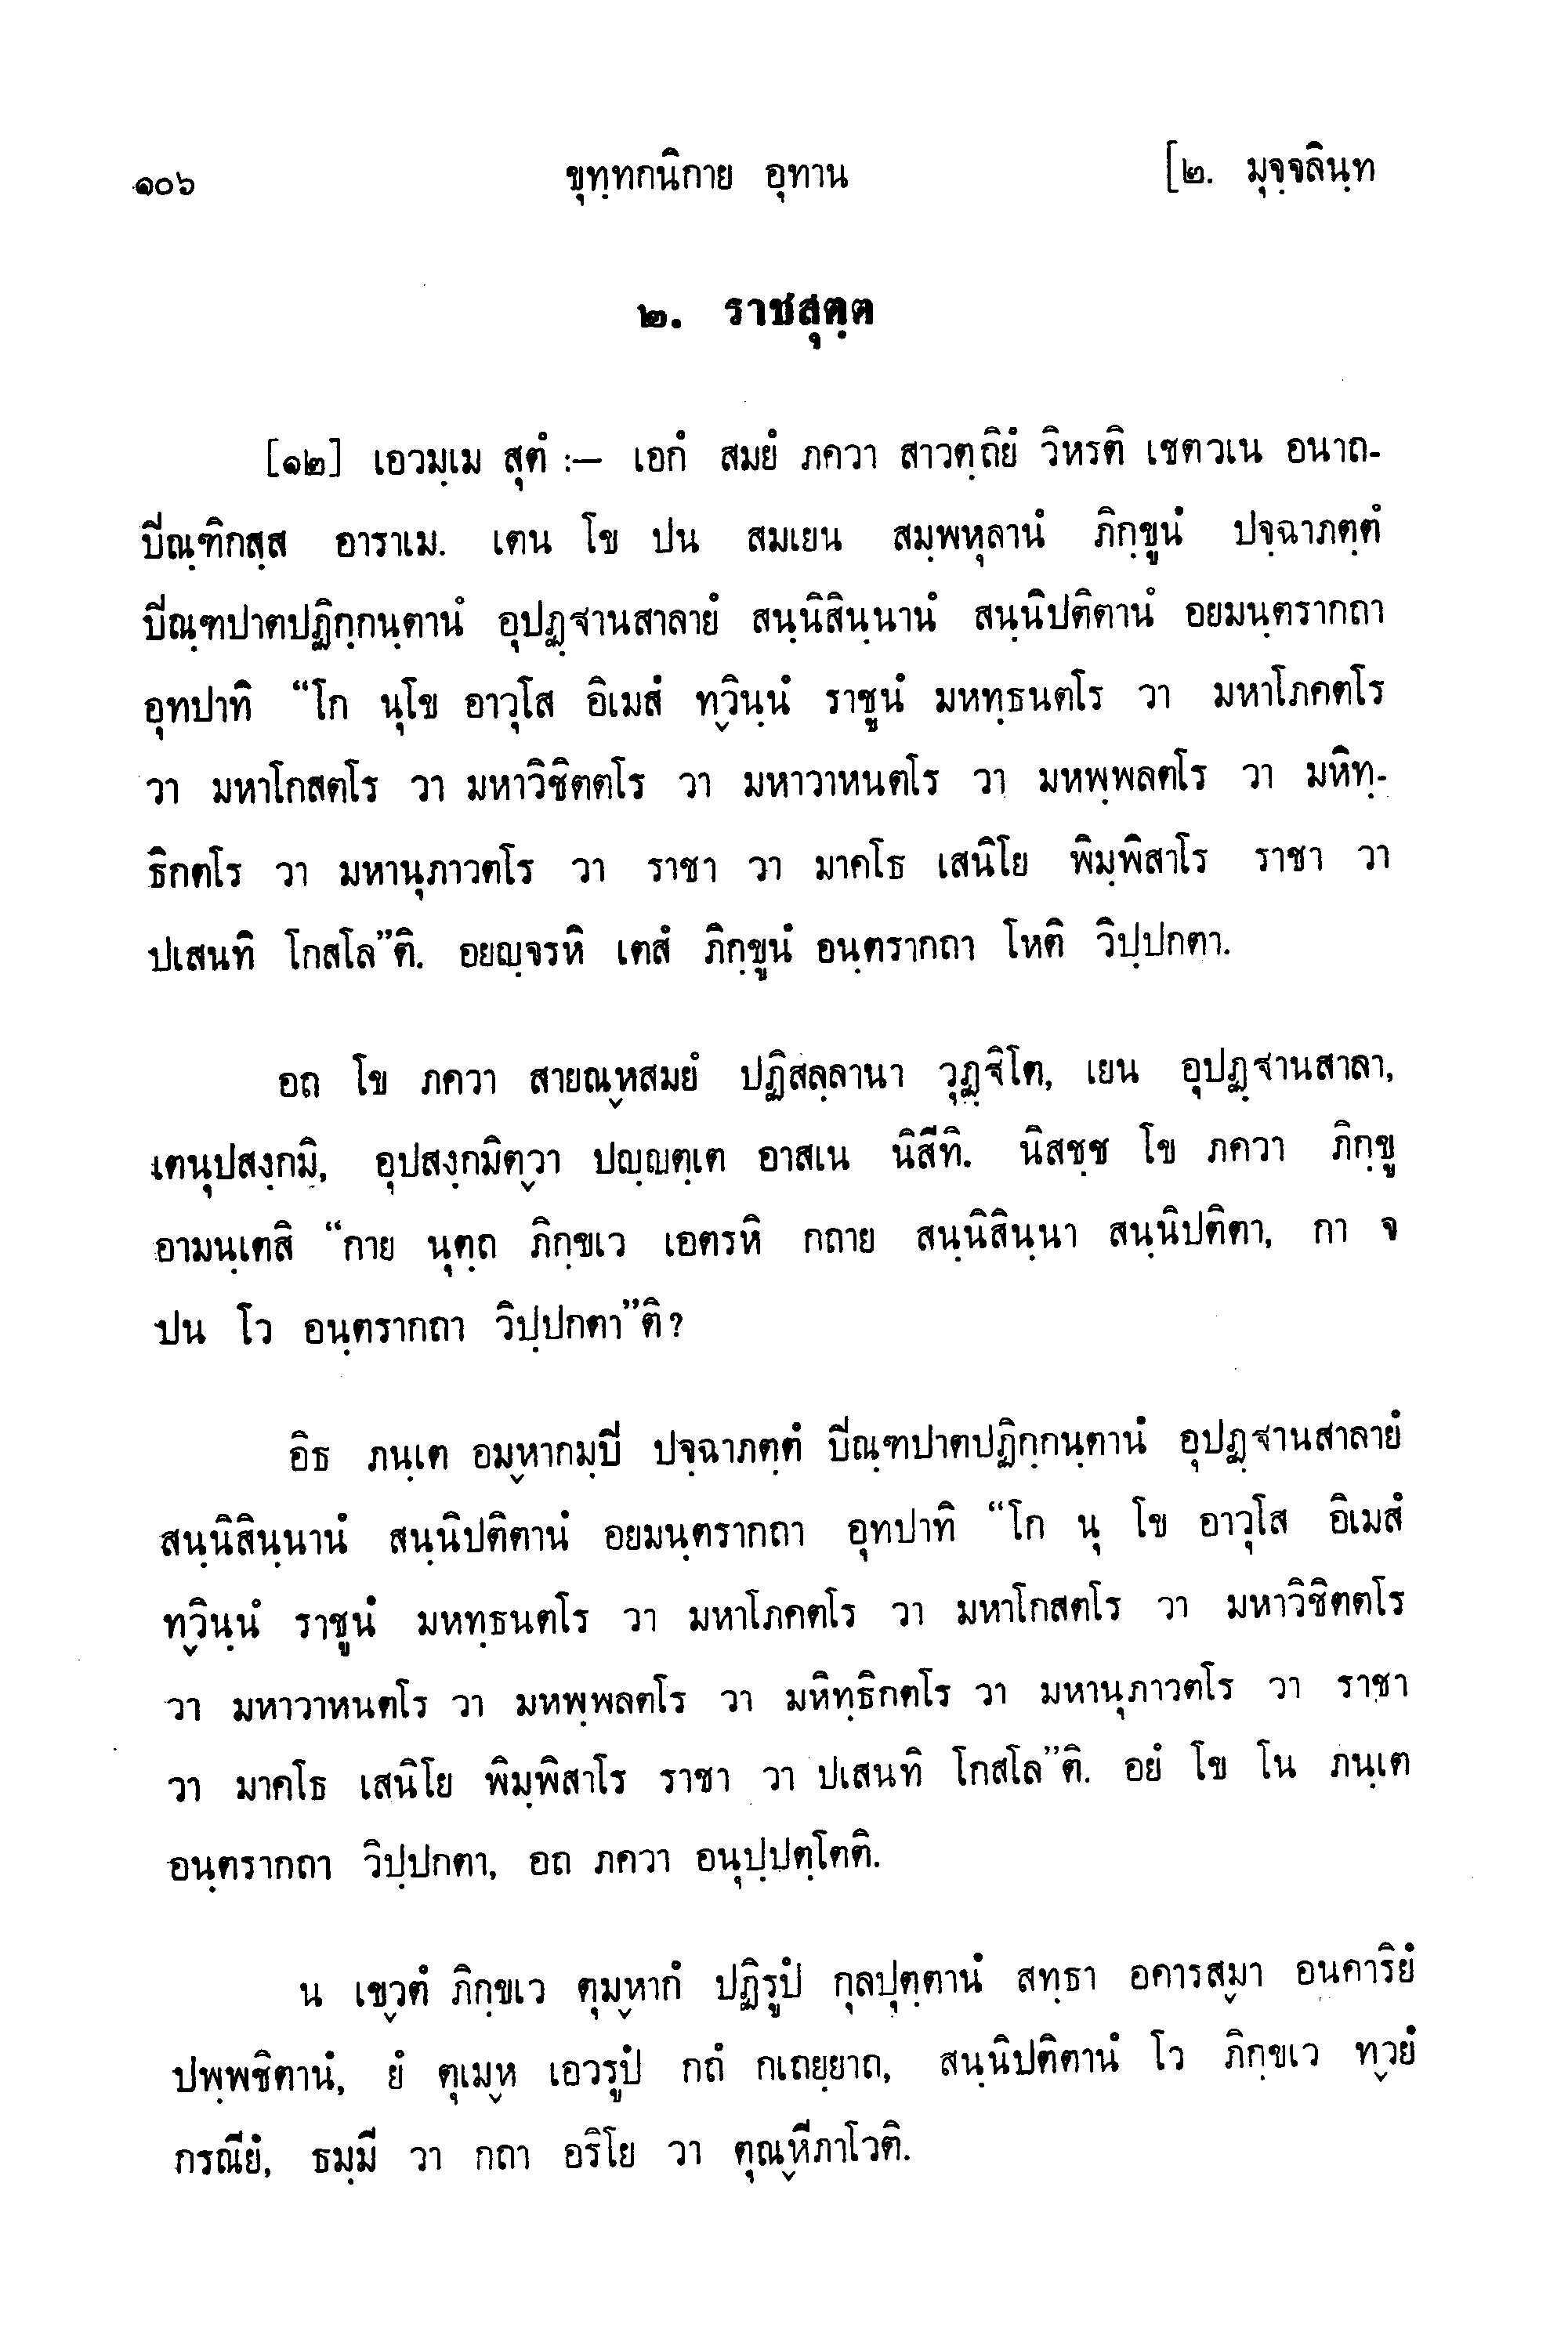 ๑๐๖ ขุทฺทกนิกาย อุทาน [๒. มุจฺจลินฺท
๒. ราชสุตฺต
[๑๒] เอวมฺเม สุตํ :— เอกํ สมยํ ภควา สาวตฺถิยํ วิหรติ เชตวเน อนาถ-
ปิณฺฑิกสฺส อาราเม. เตน โข ปน สมเยน สมฺพหุลานํ ภิกฺขูนํ ปจฺฉาภตฺตํ
ปิณฺฑปาตปฏิกฺกนฺตานํ อุปฏฺฐานสาลายํ สนฺนิสินฺนานํ สนฺนิปติตานํ อยมนฺตรากถา
อุทปาทิ “โก นุโข อาวุโส อิเมสํ ทฺวินฺนํ ราชูนํ มหทฺธนตโร วา มหาโภคตโร
วา มหาโกสตโร วา มหาวิชิตตโร วา มหาวาหนตโร วา มหพฺพลตโร วา มหิทฺ-
ธิกตโร วา มหานุภาวตโร วา ราชา วา มาคโธ เสนิโย พิมฺพิสาโร ราชา วา
ปเสนทิ โกสโล”ติ. อยญฺจรหิ เตสํ ภิกฺขูนํ อนฺตรากถา โหติ วิปฺปกตา.
อถ โข ภควา สายณฺหสมยํ ปฏิสลฺลานา วุฏฺฐิโต, เยน อุปฏฺฐานสาลา,
เตนุปสงฺกมิ, อุปสงฺกมิตฺวา ปญฺญตฺเต อาสเน นิสีทิ. นิสชฺช โข ภควา ภิกฺขู
อามนฺเตสิ “กาย นุตฺถ ภิกฺขเว เอตรหิ กถาย สนฺนิสินฺนา สนฺนิปติตา, กา จ
ปน โว อนฺตรากถา วิปฺปกตา”ติ?
อิธ ภนฺเต อมฺหากมฺปิ ปจฺฉาภตฺตํ ปิณฺฑปาตปฏิกฺกนฺตานํ อุปฏฺฐานสาลายํ
สนฺนิสินฺนานํ สนฺนิปติตานํ อยมนฺตรากถา อุทปาทิ “โก นุ โข อาวุโส อิเมสํ
ทฺวินฺนํ ราชูนํ มหทฺธนตโร วา มหาโภคตโร วา มหาโกสตโร วา มหาวิชิตตโร
วา มหาวาหนตโร วา มหพฺพลตโร วา มหิทฺธิกตโร วา มหานุภาวตโร วา ราชา
วา มาคโธ เสนิโย พิมฺพิสาโร ราชา วา ปเสนทิ โกสโล”ติ. อยํ โข โน ภนฺเต
อนฺตรากถา วิปฺปกตา, อถ ภควา อนุปฺปตฺโตติ.
น เขฺวตํ ภิกฺขเว ตุมฺหากํ ปฏิรูปํ กุลปุตฺตานํ สทฺธา อคารสฺมา อนคาริยํ
ปพฺพชิตานํ, ยํ ตุเมฺห เอวรูปํ กถํ กเถยฺยาถ, สนฺนิปติตานํ โว ภิกฺขเว ทฺวยํ
กรณียํ, ธมฺมี วา กถา อริโย วา ตุณฺหีภาโวติ.